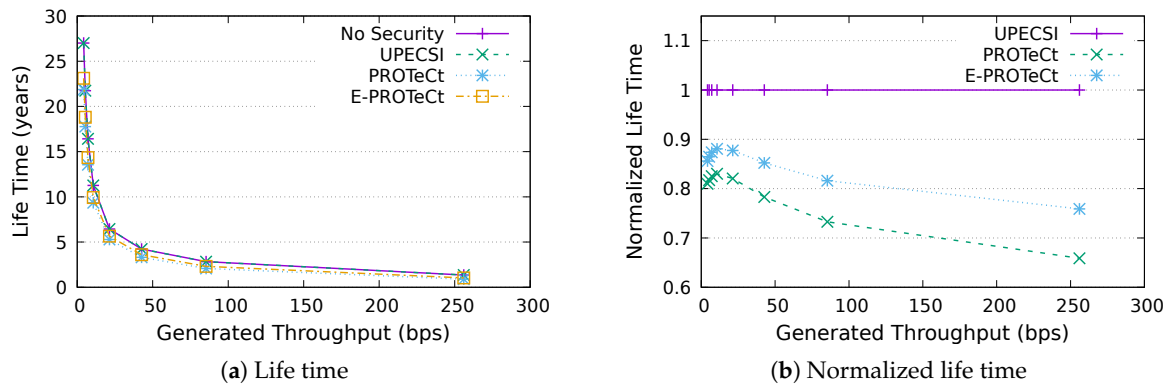 30
25
20
15
10
5
0
0 50 100 150 200 250 300
Life Time (years)
Generated Throughput (bps)
No Security
UPECSI
PROTeCt
E-PROTeCt
(a) Life time
1.1
1
0.9
0.8
0.7
0.6
0 50 100 150 200 250 300
Normalized Life Time
Generated Throughput (bps)
UPECSI
PROTeCt
E-PROTeCt
(b) Normalized life time